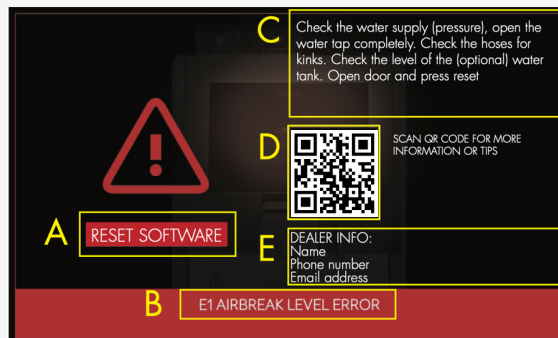 C
Check the water supply (pressure), open the
water tap completely. Check the hoses for
kinks. Check the level of the (optional) water
tank. Open door and press reset
D
SCAN QR CODE FOR MORE
INFORMATION OR TIPS
A
RESET SOFTWARE
E
DEALER INFO:
Name
Phone number
Email address
B
E1 AIRBREAK LEVEL ERROR